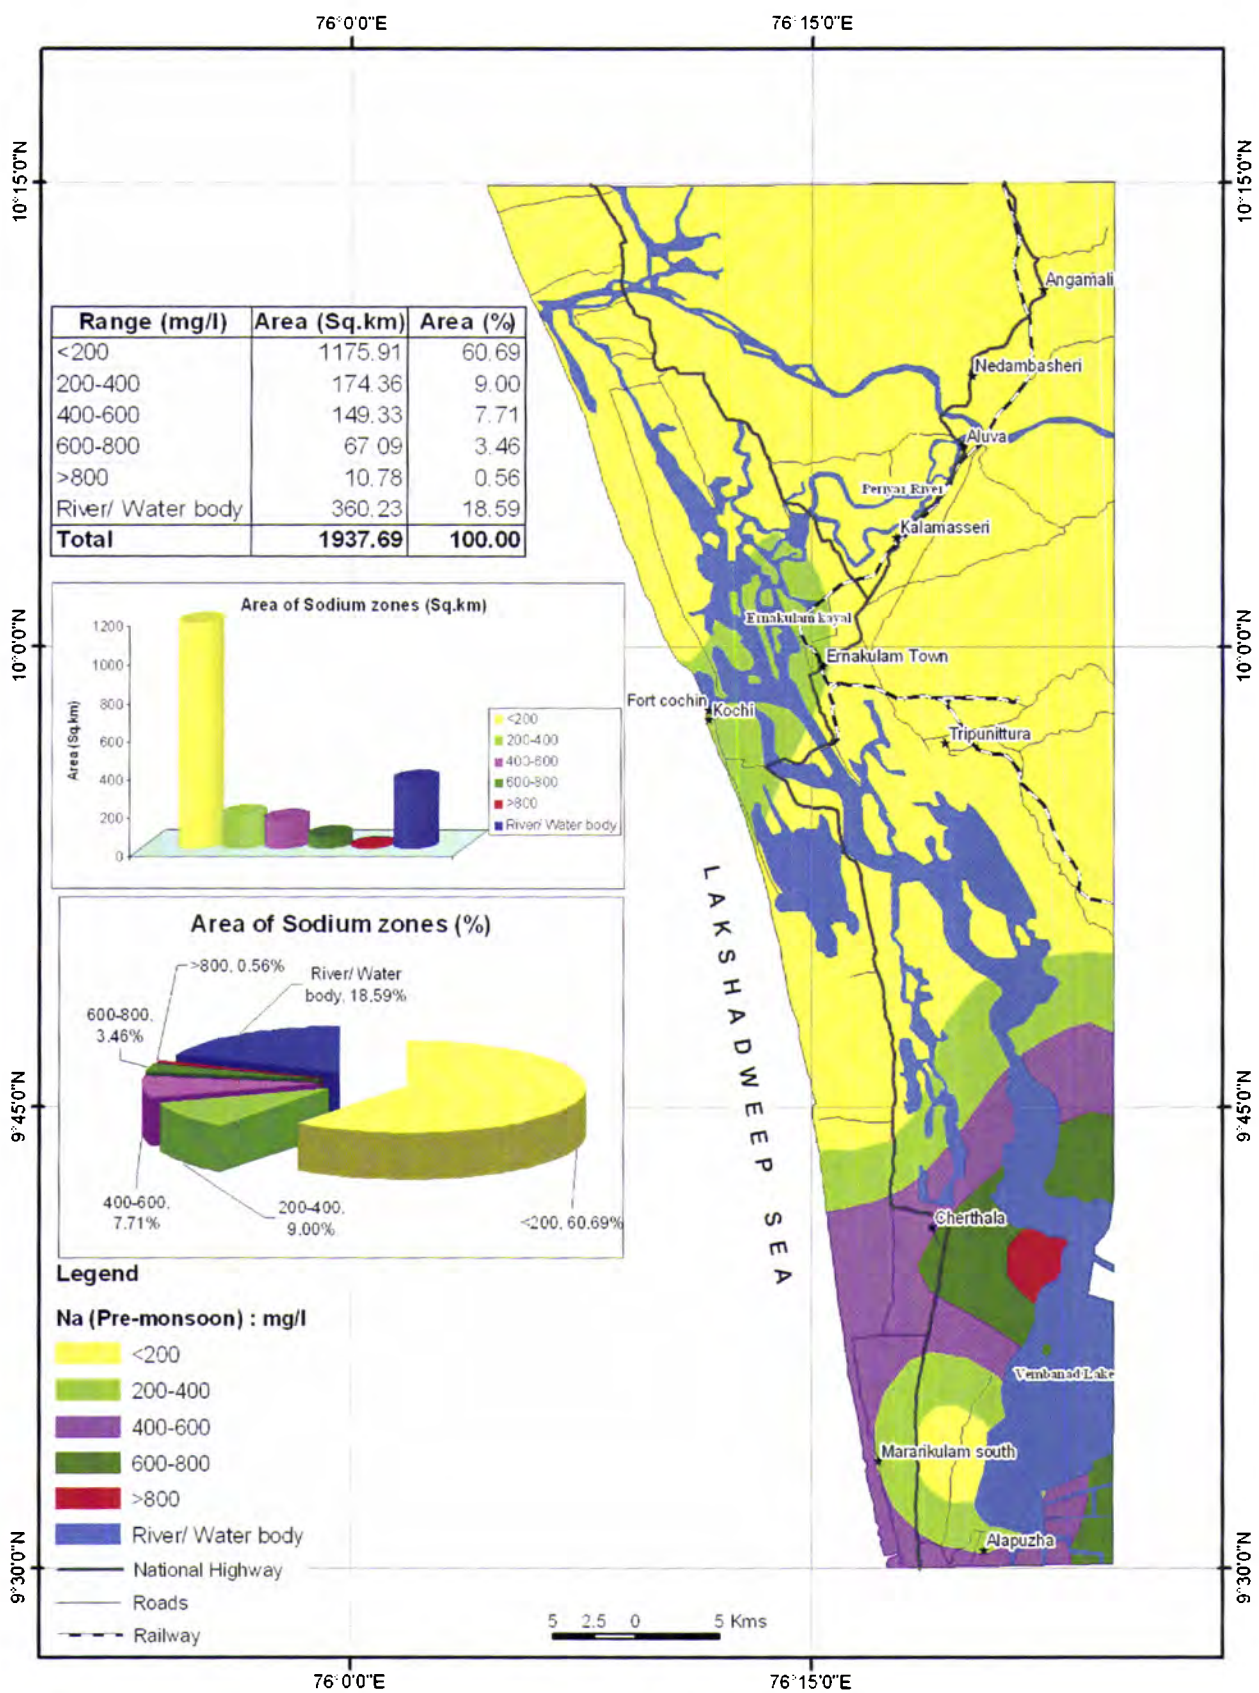 76°0'0"E 76°15'0"E
10°15'0"N 10°15'0"N
Angamali
Range (mg/l) Area (Sq.km) Area (%)
<200 1175.91 60.69
200-400 174.36 9.00
400-600 149.33 7.71
600-800 67.09 3.46
>800 10.78 0.56
River/ Water body 360.23 18.59
Total 1937.69 100.00
Nedambasheri
Aluva
Periyar River
Kalamasseri
Ernakulam kayal
10°0'0"N 10°0'0"N
Ernakulam Town
Fort cochin
Kochi
Tripunittura
Area of Sodium zones (Sq.km)
Area (Sq.km)
1200
1000
800
600
400
200
0
<200
200-400
400-600
600-800
>800
River/ Water body
LAKSHADWEEP SEA
Area of Sodium zones (%)
>800, 0.56%
River/ Water
body, 18.59%
600-800,
3.46%
400-600,
7.71%
200-400,
9.00%
<200, 60.69%
9°45'0"N 9°45'0"N
Cherthala
Vembanad Lake
Mararikulam south
Alapuzha
Legend
Na (Pre-monsoon) : mg/l
<200
200-400
400-600
600-800
>800
River/ Water body
National Highway
Roads
Railway
9°30'0"N 9°30'0"N
5 2.5 0 5 Kms
76°0'0"E 76°15'0"E